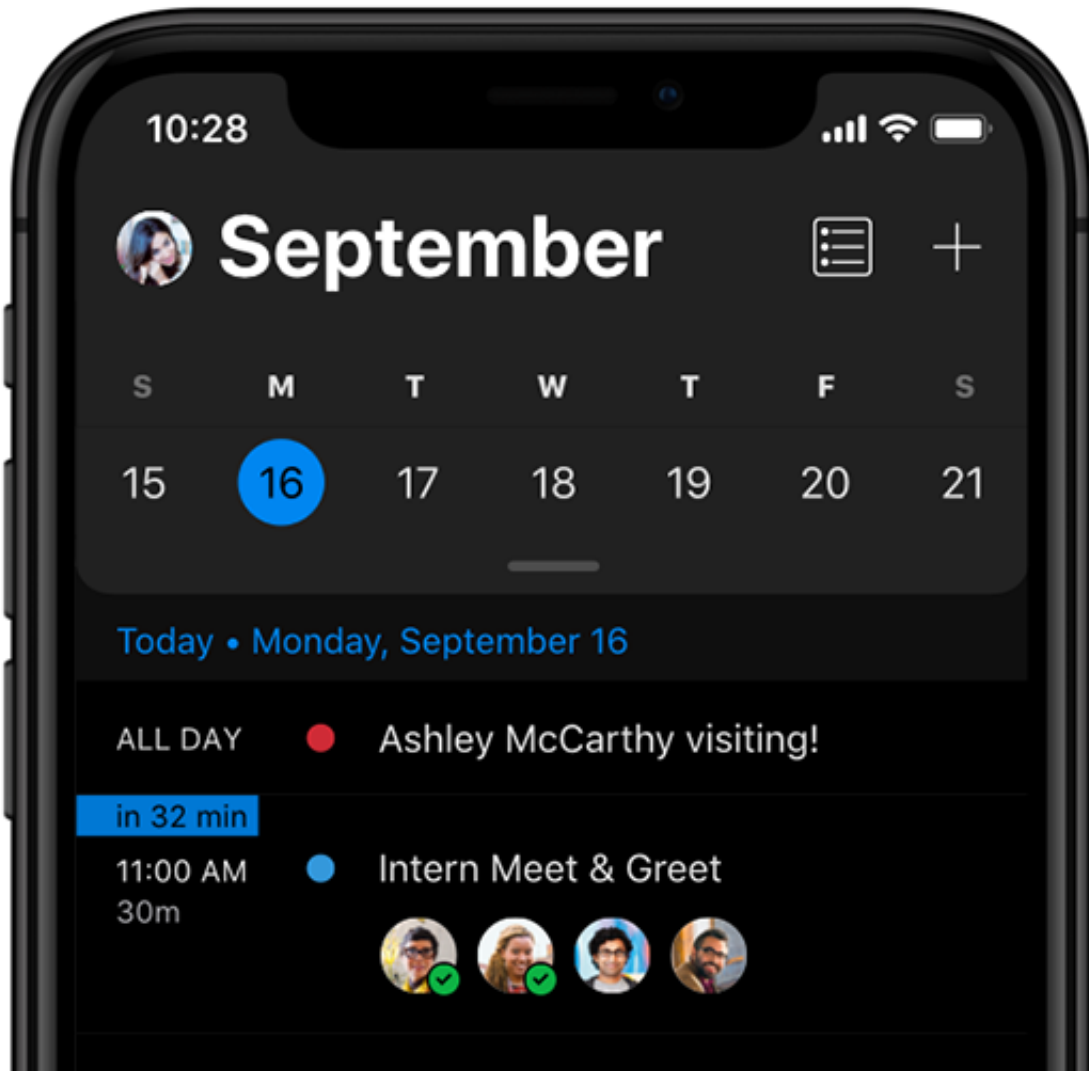 10:28
September
S M T W T F S
15 16 17 18 19 20 21
Today • Monday, September 16
ALL DAY Ashley McCarthy visiting!
in 32 min
11:00 AM Intern Meet & Greet
30m